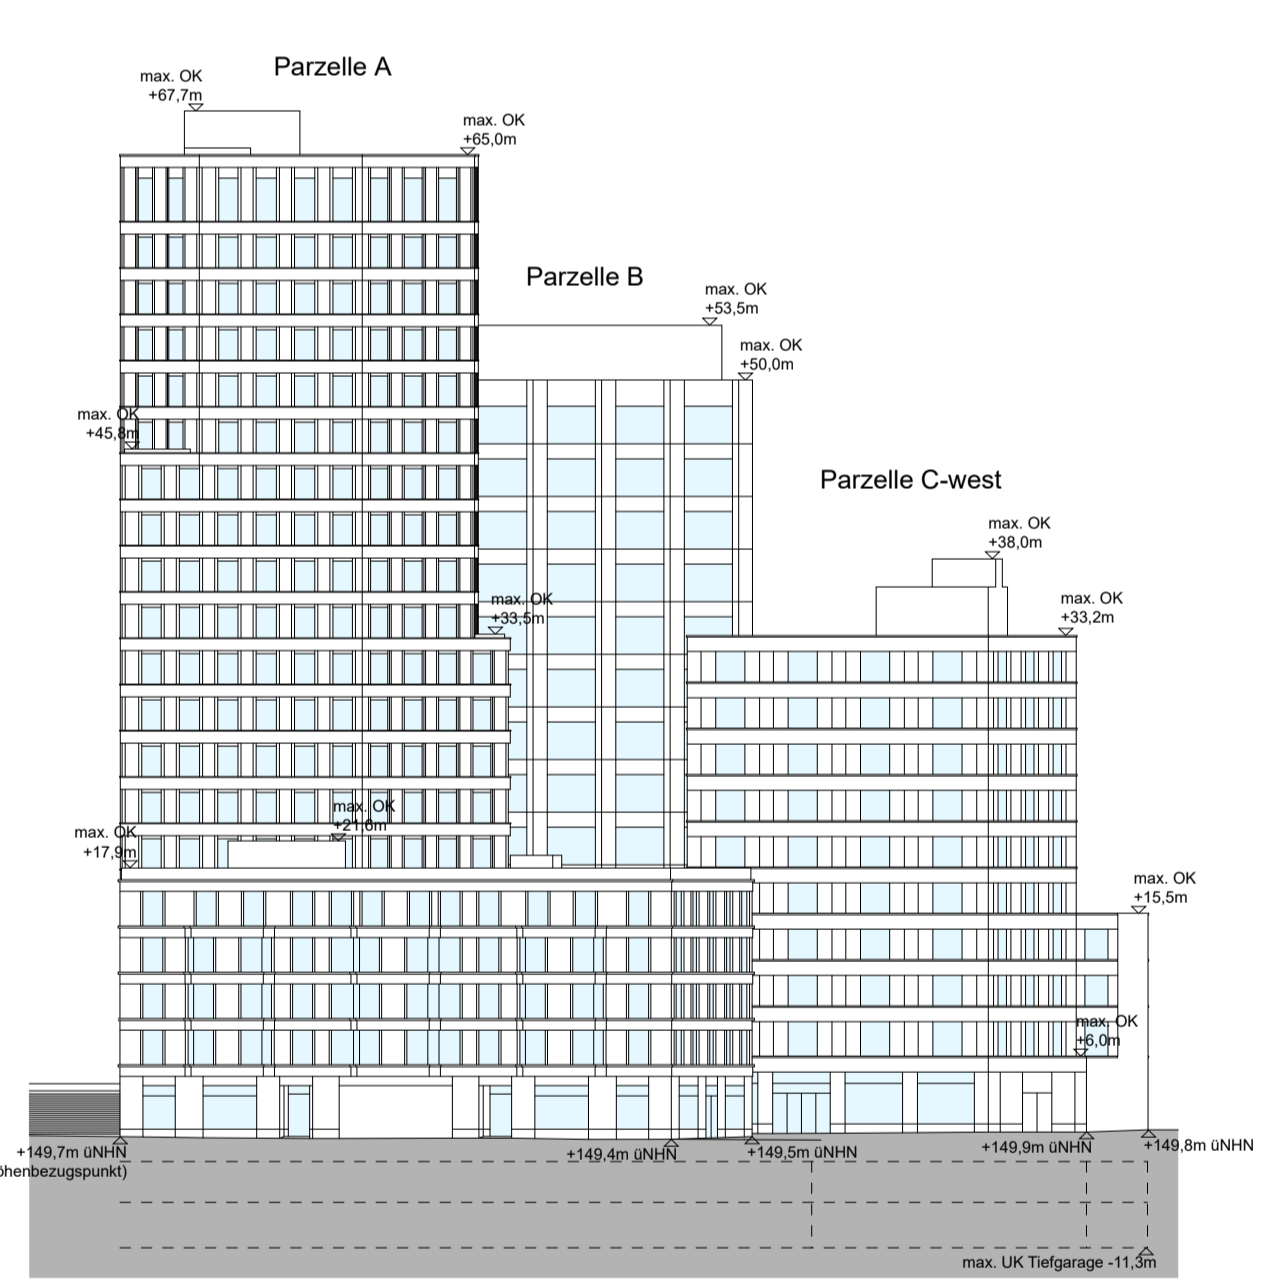 Parzelle A
max. OK
+67,7m
max. OK
+65,0m
Parzelle B
max. OK
+53,5m
max. OK
+50,0m
max. OK
+45,8m
Parzelle C-west
max. OK
+38,0m
max. OK
+33,5m
max. OK
+33,2m
max. OK
+21,6m
max. OK
+17,9m
max. OK
+15,5m
max. OK
+6,0m
+149,7m üNHN
öhenbezugspunkt)
+149,4m üNHN
+149,5m üNHN
+149,9m üNHN
+149,8m üNHN
max. UK Tiefgarage -11,3m